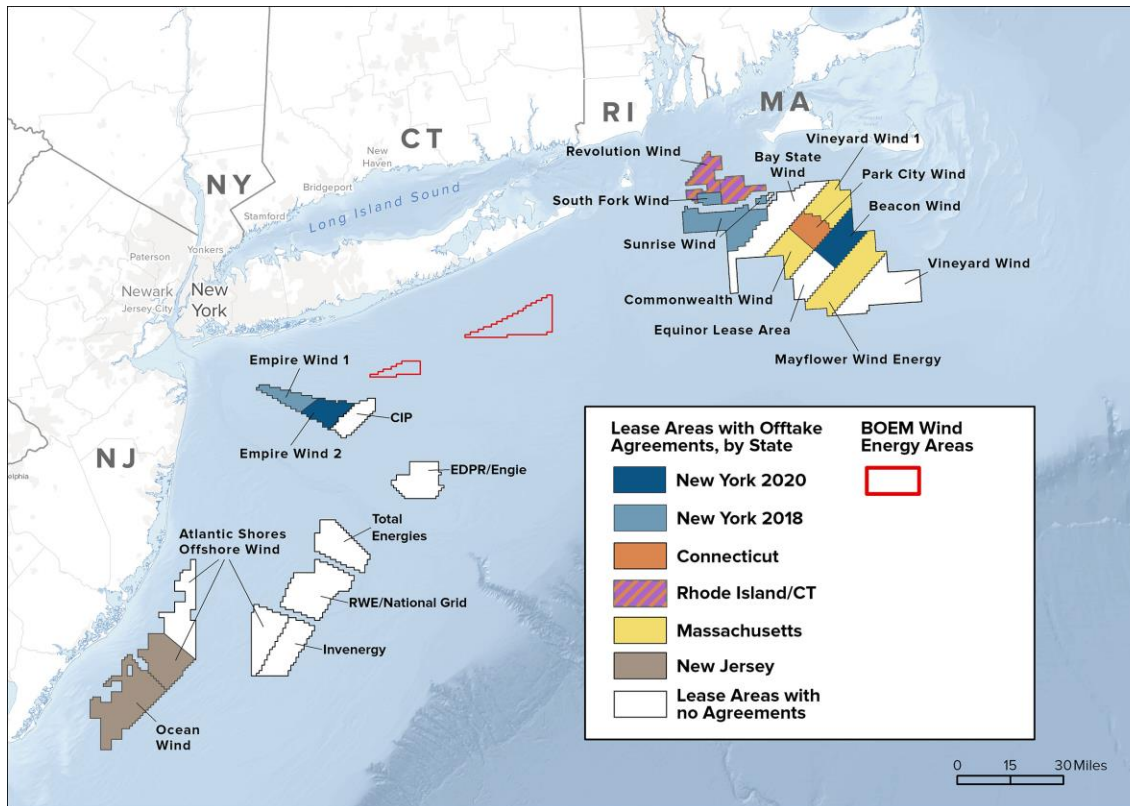 MA
RI
CT
NY
NJ
New
Haven
Bridgeport
Stamford
Long Island Sound
Yonkers
Paterson
Newark
Jersey City
New
York
delphia
Revolution Wind
South Fork Wind
Sunrise Wind
Bay State
Wind
Vineyard Wind 1
Park City Wind
Beacon Wind
Vineyard Wind
Commonwealth Wind
Equinor Lease Area
Mayflower Wind Energy
Empire Wind 1
Empire Wind 2
CIP
EDPR/Engie
Total
Energies
Atlantic Shores
Offshore Wind
RWE/National Grid
Invenergy
Ocean
Wind
Lease Areas with Offtake
Agreements, by State
New York 2020
New York 2018
Connecticut
Rhode Island/CT
Massachusetts
New Jersey
Lease Areas with
no Agreements
BOEM Wind
Energy Areas
0 15 30 Miles